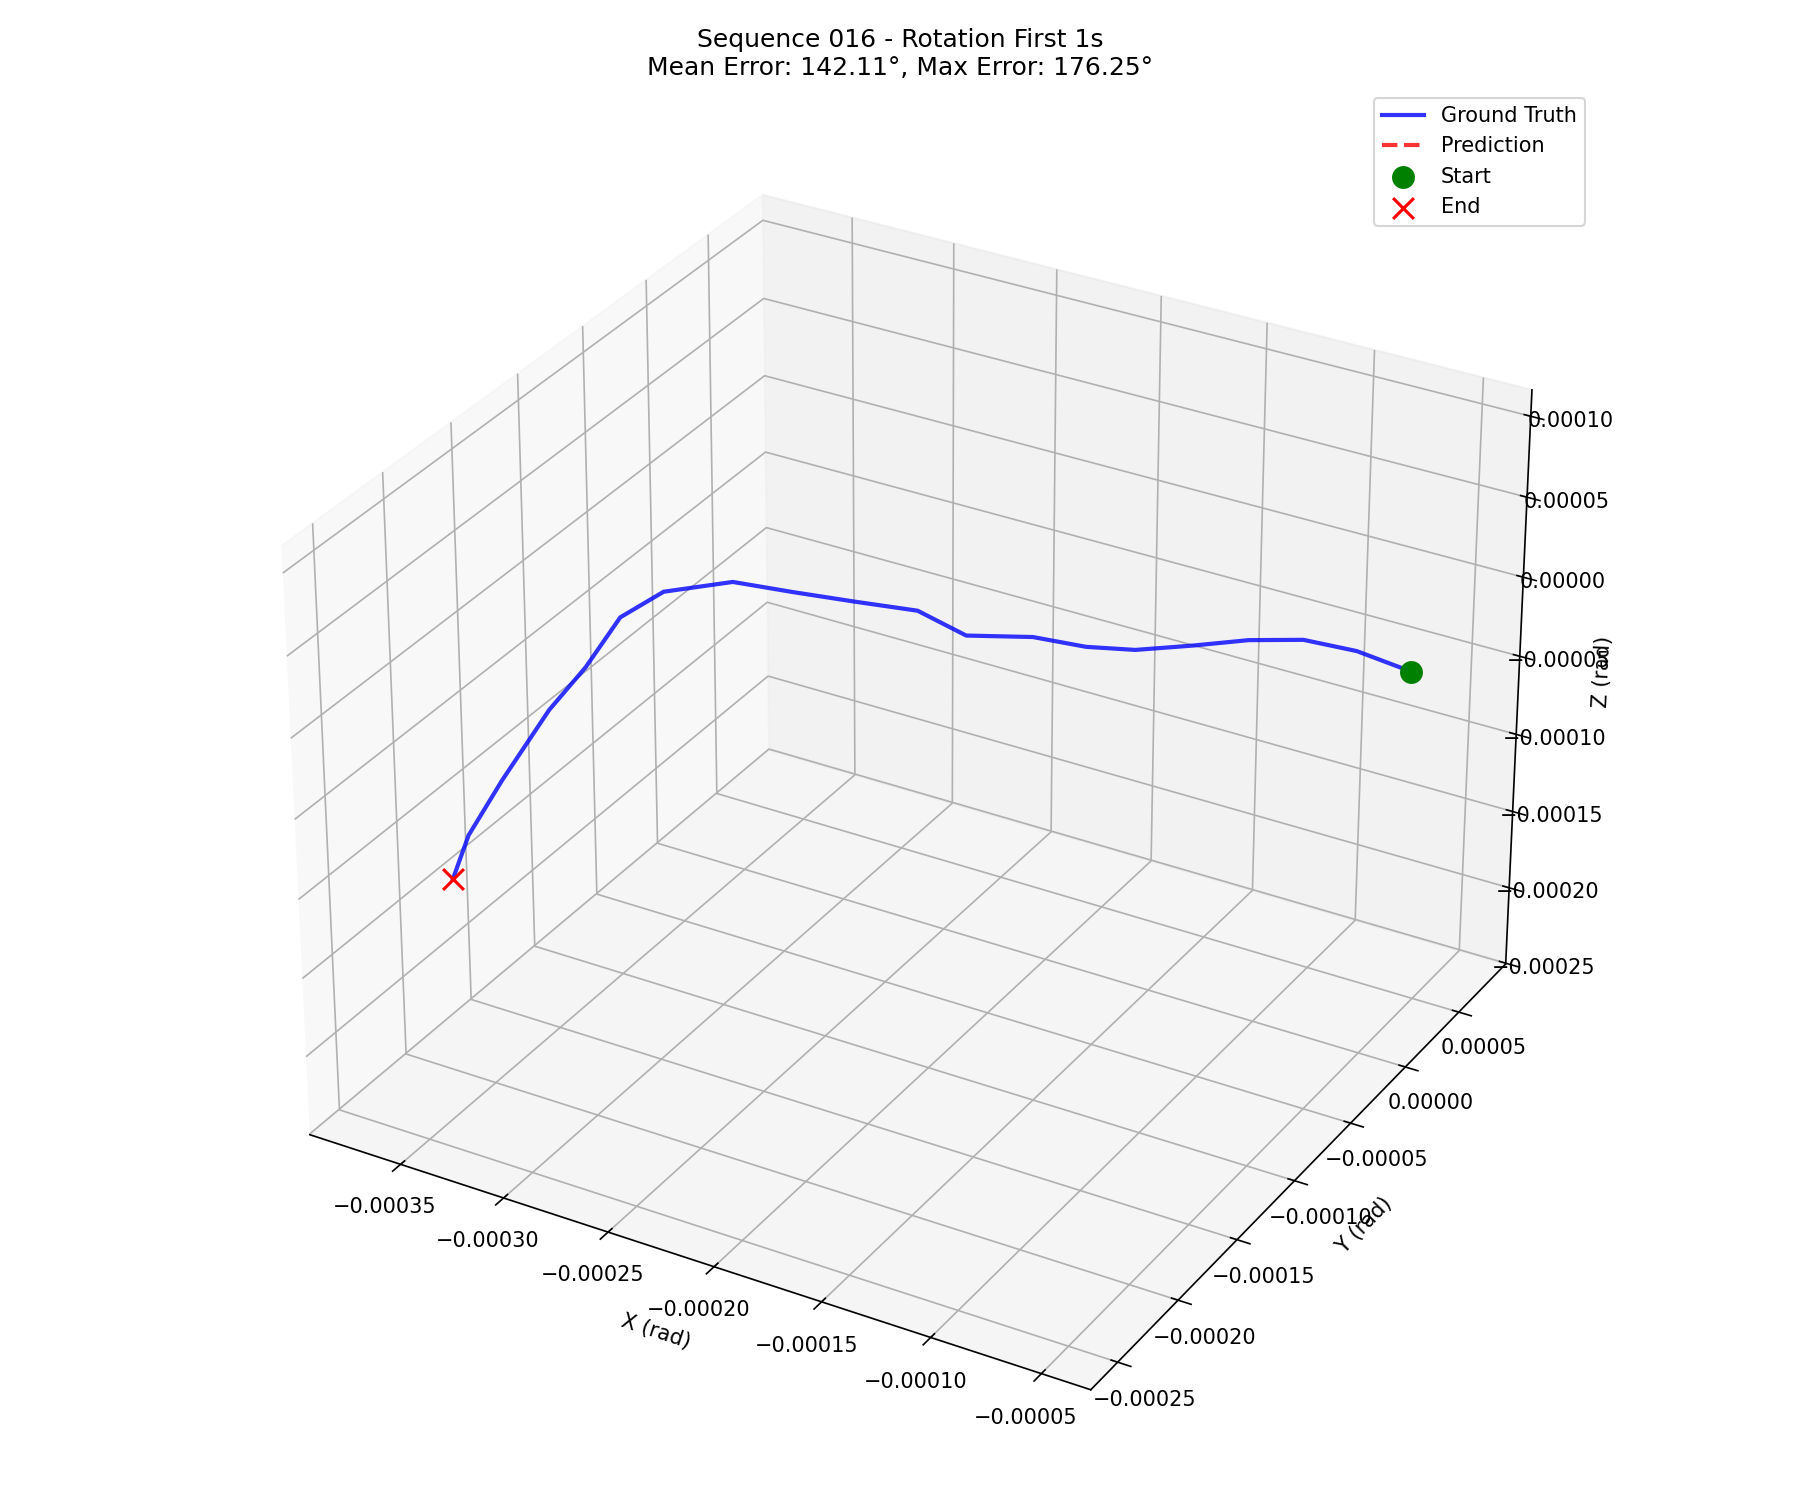 Sequence 016 - Rotation First 1s
Mean Error: 142.11°, Max Error: 176.25°
Ground Truth
Prediction
Start
End
0.00010
0.00005
0.00000
−0.00005
−0.00010
−0.00015
−0.00020
−0.00025
Z (rad)
0.00005
0.00000
−0.00005
−0.00010
−0.00015
−0.00020
−0.00025
Y (rad)
−0.00035
−0.00030
−0.00025
−0.00020
−0.00015
−0.00010
−0.00005
X (rad)